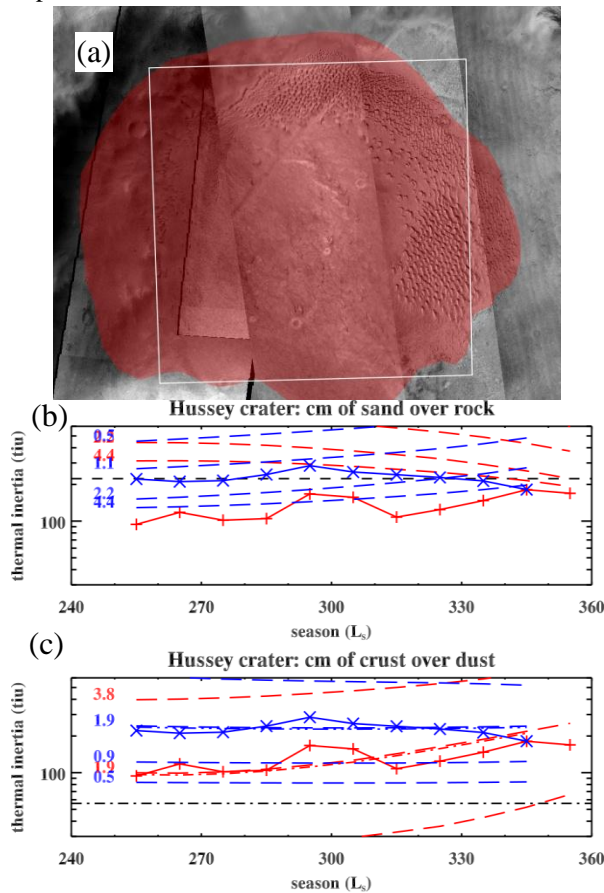 (a)
(b)
Hussey crater: cm of sand over rock
thermal inertia (tiu)
4.4
1.1
2.2
4.4
100
240
270
300
330
360
season (Ls)
(c)
Hussey crater: cm of crust over dust
thermal inertia (tiu)
3.8
1.9
0.9
1.9
0.5
100
240
270
300
330
360
season (Ls)